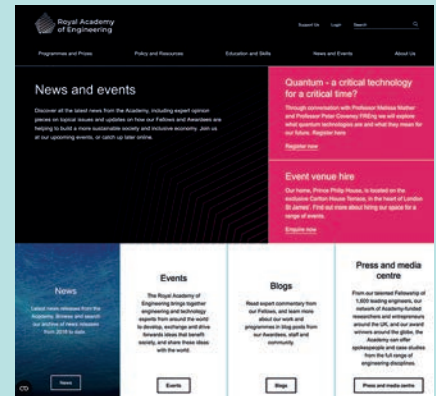 Royal Academy
of Engineering
Support Us
Login
Search
Programmes and Prizes
Policy and Resources
Education and Skills
News and Events
About Us
News and events
Discover all the latest news from the Academy, including expert opinion
pieces on topical issues and updates on how our Fellows and Awardees are
helping to build a more sustainable society and inclusive economy. Join us
at our upcoming events, or catch up later online.
Quantum - a critical technology
for a critical time?
Through conversation with Professor Melissa Mather
and Professor Peter Coveney FREng we will explore
what quantum technologies are and what they mean for
our future. Register here
Register now
Event venue hire
Our home, Prince Philip House, is located on the
exclusive Carlton House Terrace, in the heart of London
St James'. Find out more about hiring our space for a
range of events.
Enquire now
News
Latest news releases from the
Academy. Browse and search
our archive of news releases
from 2019 to date.
News
Events
The Royal Academy of
Engineering brings together
engineering and technology
experts from around the world
to develop, exchange and drive
forwards ideas that benefit
society, and share these ideas
with the world.
Events
Blogs
Read expert commentary from
our Fellows, and learn more
about our work and
programmes in blog posts from
our Awardees, staff and
community.
Blogs
Press and media
centre
From our talented Fellowship of
1,600 leading engineers, our
network of Academy-funded
researchers and entrepreneurs
around the UK, and our award
winners around the globe, the
Academy can offer
spokespeople and case studies
from the full range of
engineering disciplines.
Press and media centre